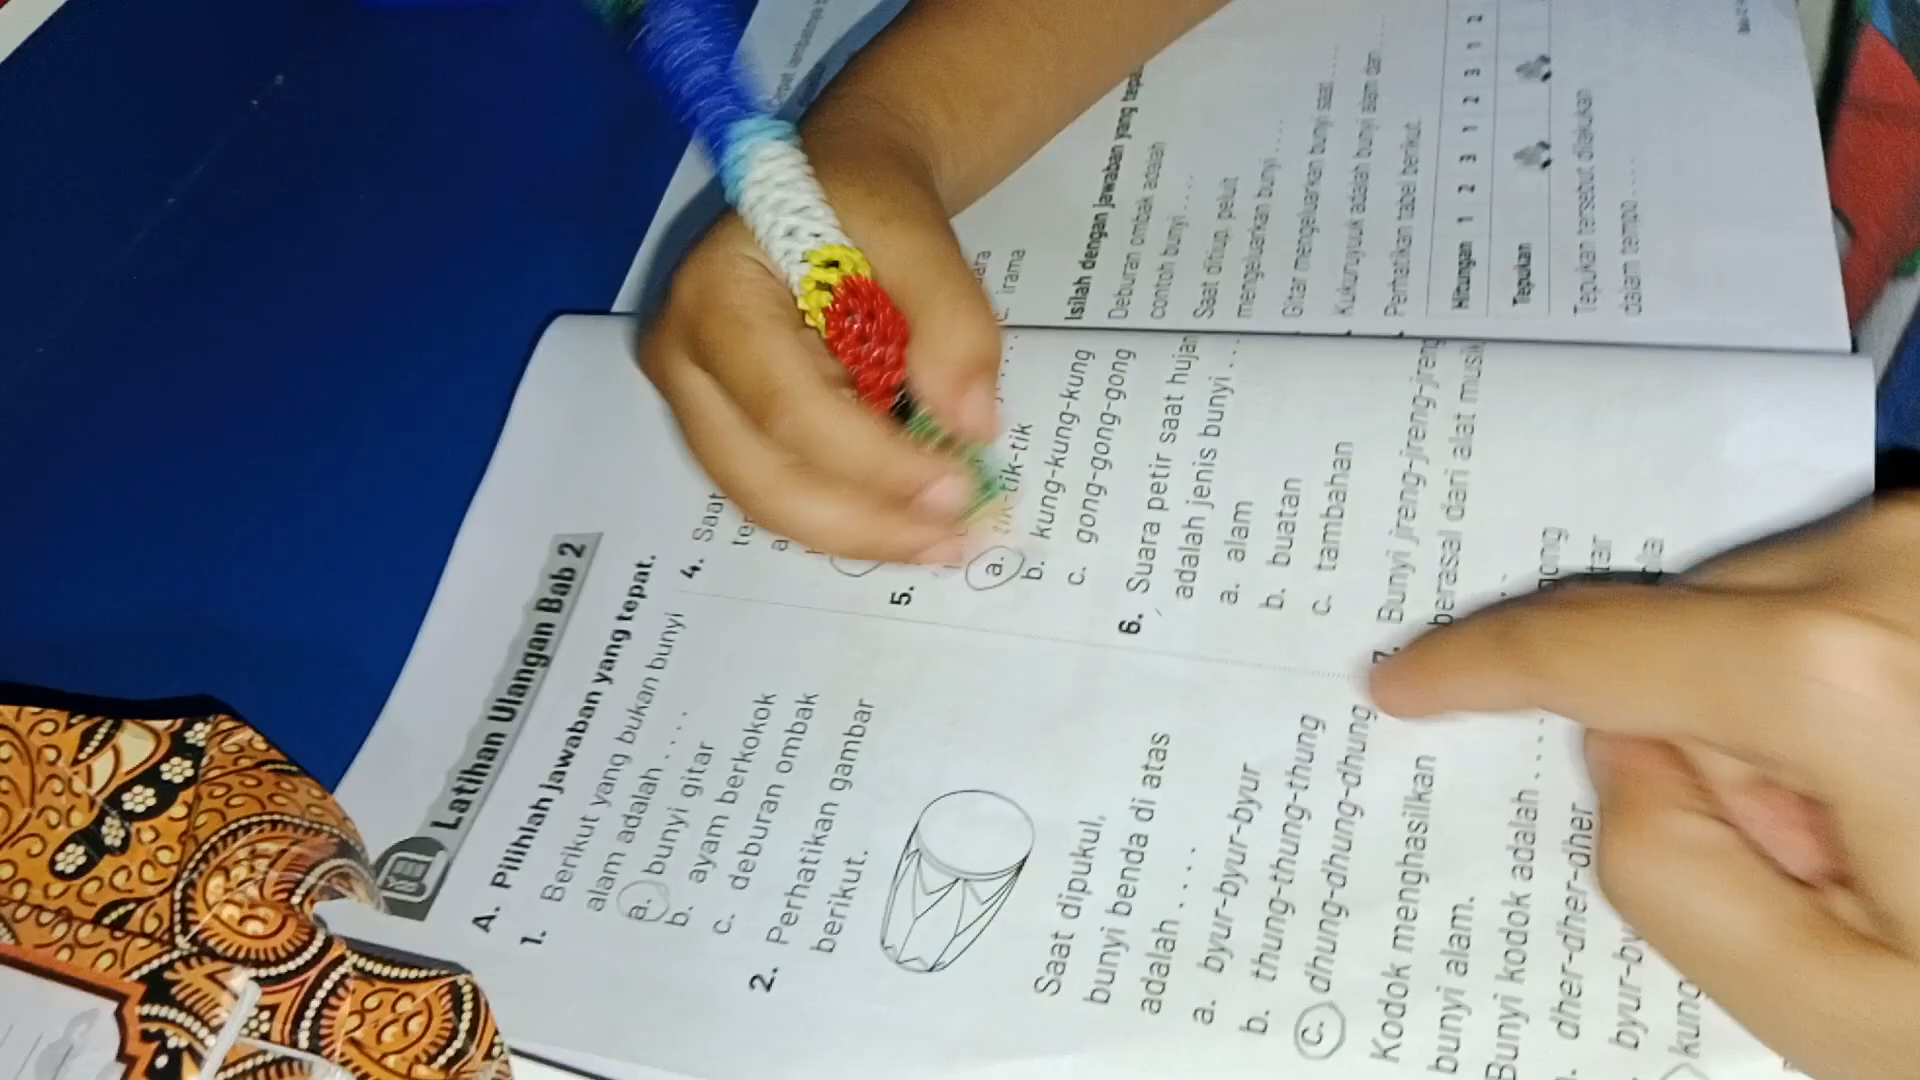 Latihan Ulangan Bab 2
A. Pilihlah jawaban yang tepat.
1. Berikut yang bukan bunyi
alam adalah . . . .
a. bunyi gitar
b. ayam berkokok
c. deburan ombak
2. Perhatikan gambar
berikut.
Saat dipukul,
bunyi benda di atas
adalah . . . .
a. byur-byur-byur
b. thung-thung-thung
c. dhung-dhung-dhung
Kodok menghasilkan
bunyi alam.
Bunyi kodok adalah . . . .
dher-dher-dher
4. Saat
a
5.
a. tik-tik-tik
b. kung-kung-kung
c. gong-gong-gong
6. Suara petir saat hujan
adalah jenis bunyi . . .
a. alam
b. buatan
c. tambahan
7. Bunyi jreng-jreng-jreng
berasal dari alat musik
irama
Isilah dengan jawaban yang tepat
Deburan ombak adalah
contoh bunyi . . . .
Saat ditiup, peluit
mengeluarkan bunyi . . . .
Gitar mengeluarkan bunyi saat . . . .
Kukuruyuuk adalah bunyi alam dari . . . .
Perhatikan tabel berikut.
Hitungan 1 2 3 1 2 3 1 2
Tepukan
Tepukan tersebut dilakukan
dalam tempo . . . .